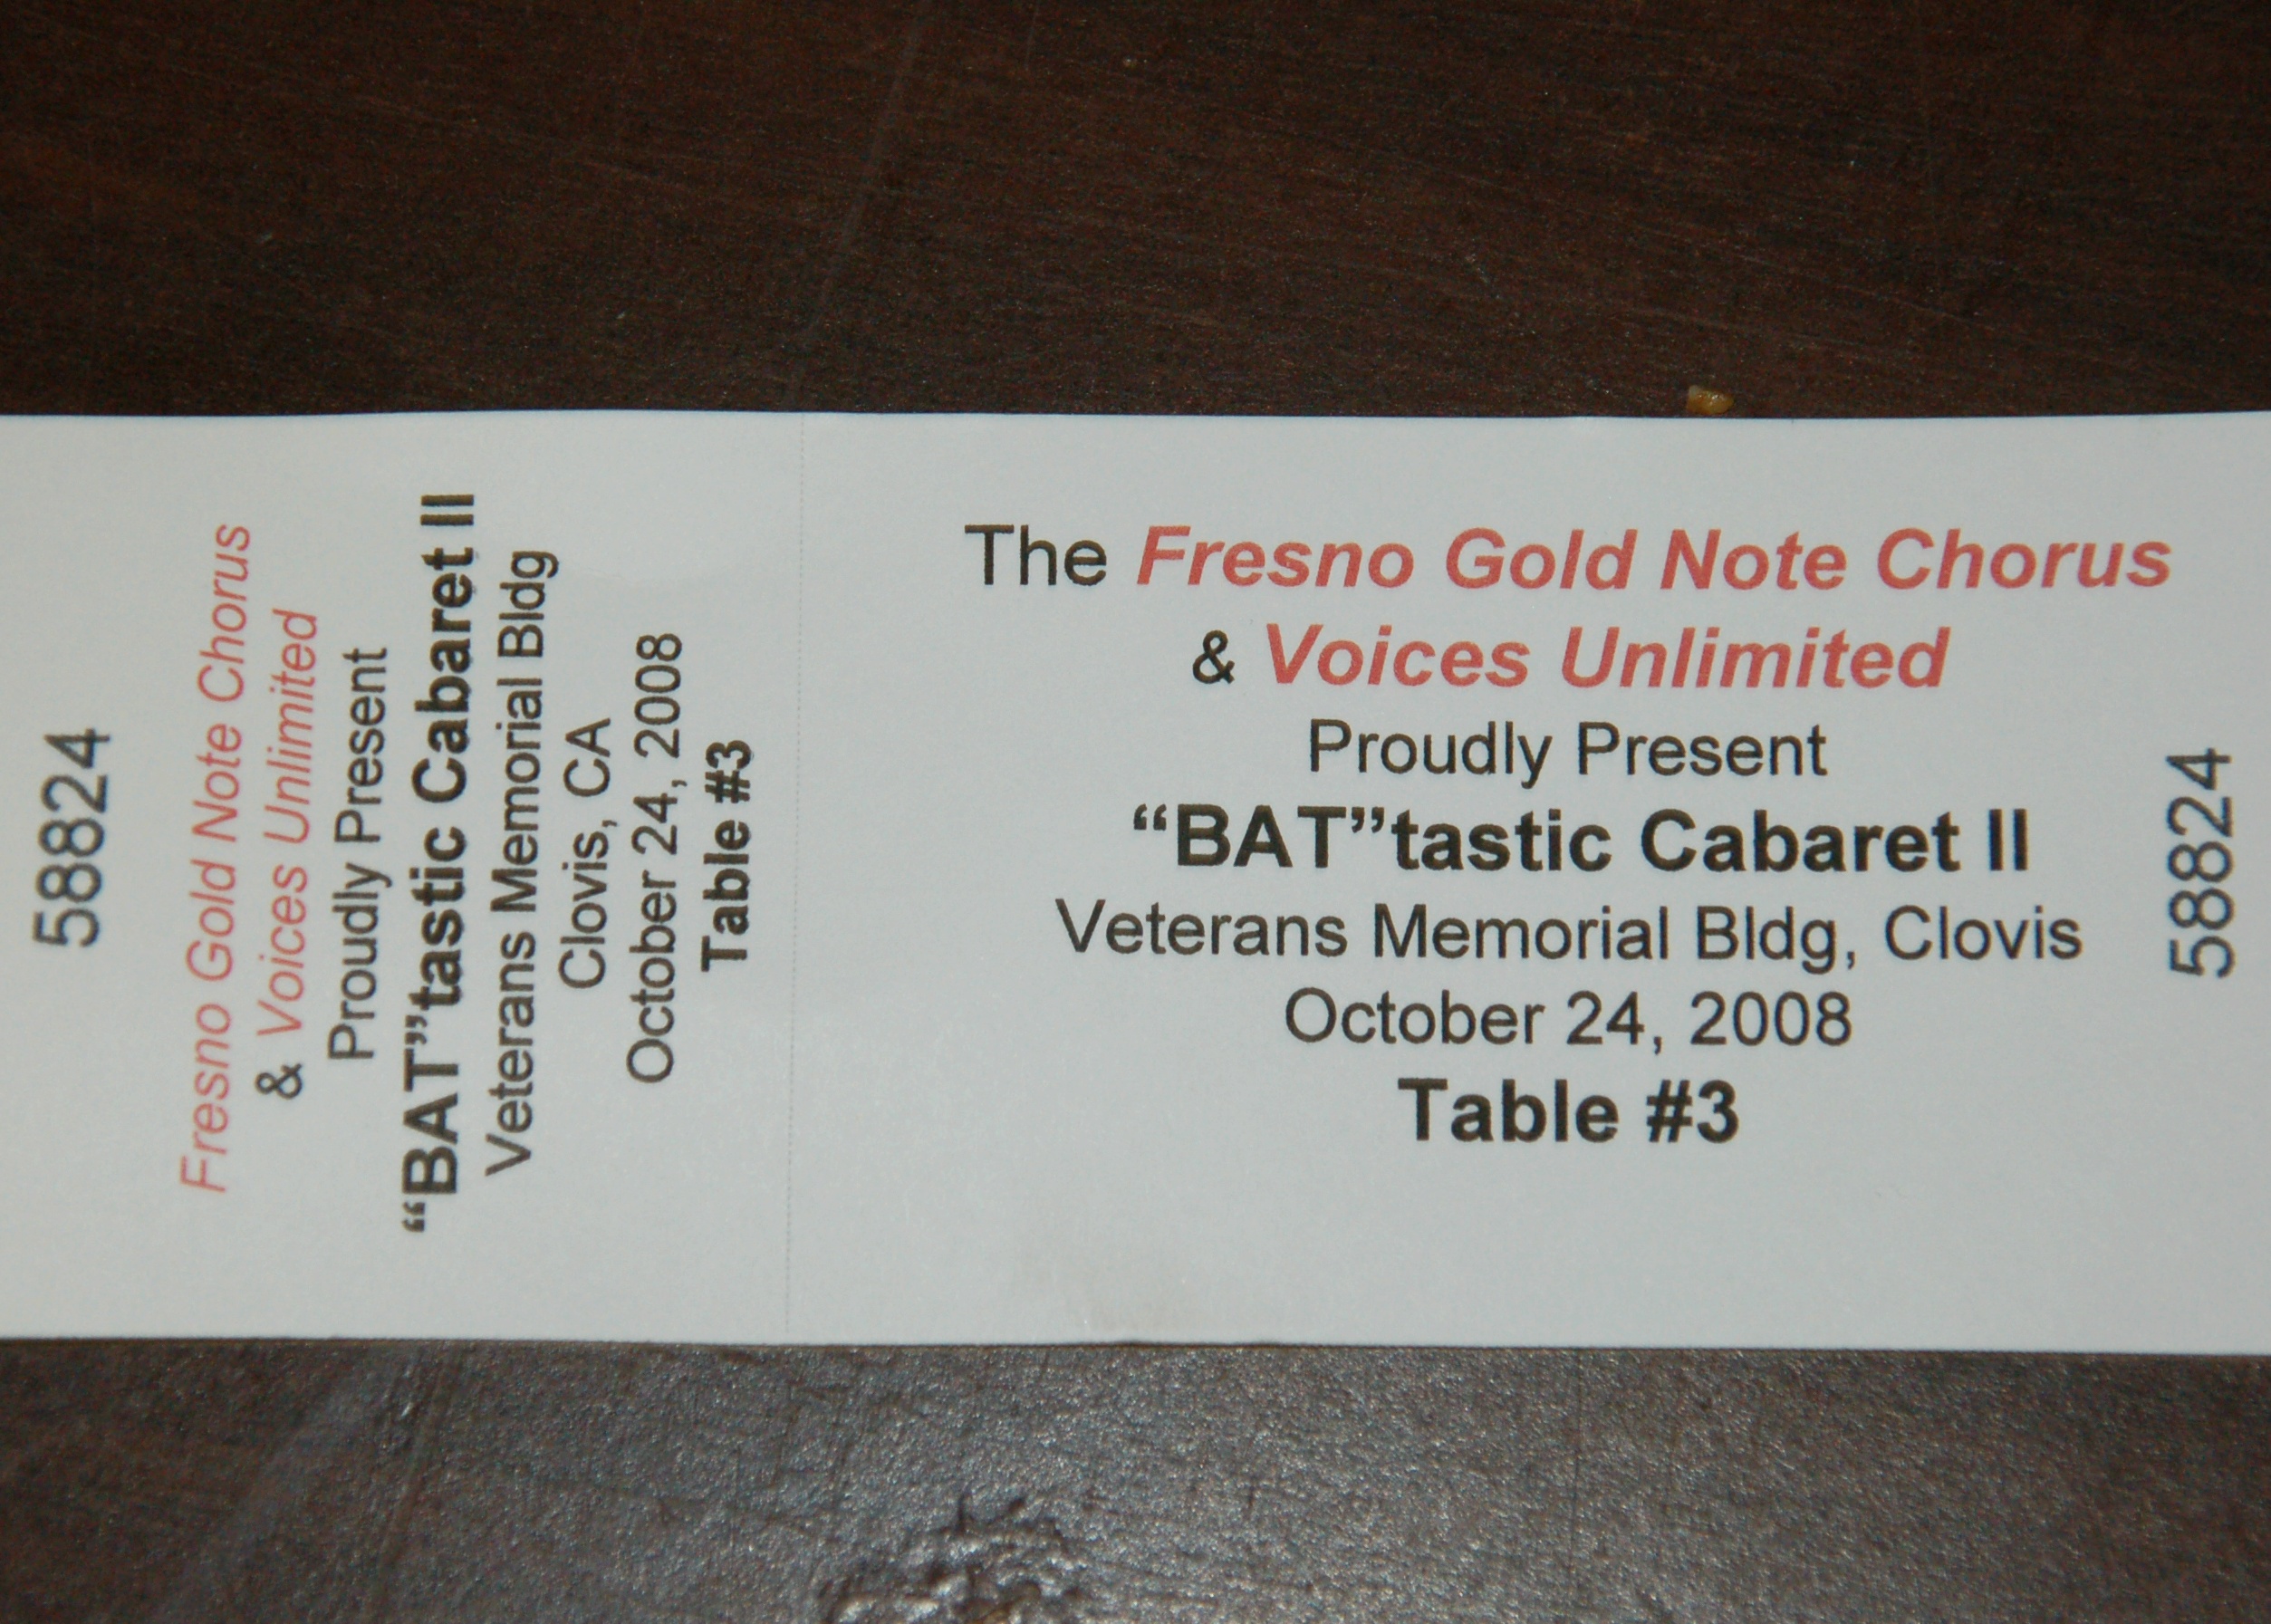 58824
Fresno Gold Note Chorus
& Voices Unlimited
Proudly Present
“BAT”tastic Cabaret II
Veterans Memorial Bldg
Clovis, CA
October 24, 2008
Table #3
The Fresno Gold Note Chorus
& Voices Unlimited
Proudly Present
“BAT”tastic Cabaret II
Veterans Memorial Bldg, Clovis
October 24, 2008
Table #3
58824